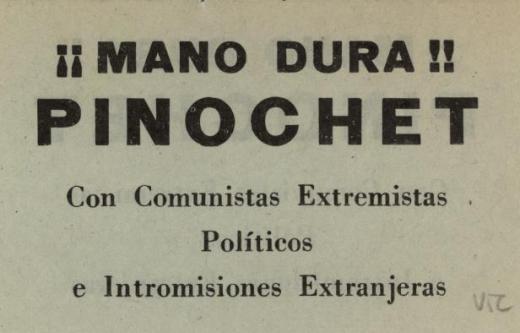 ¡¡MANO DURA!!
PINOCHET
Con Comunistas Extremistas
Políticos
e Intromisiones Extranjeras